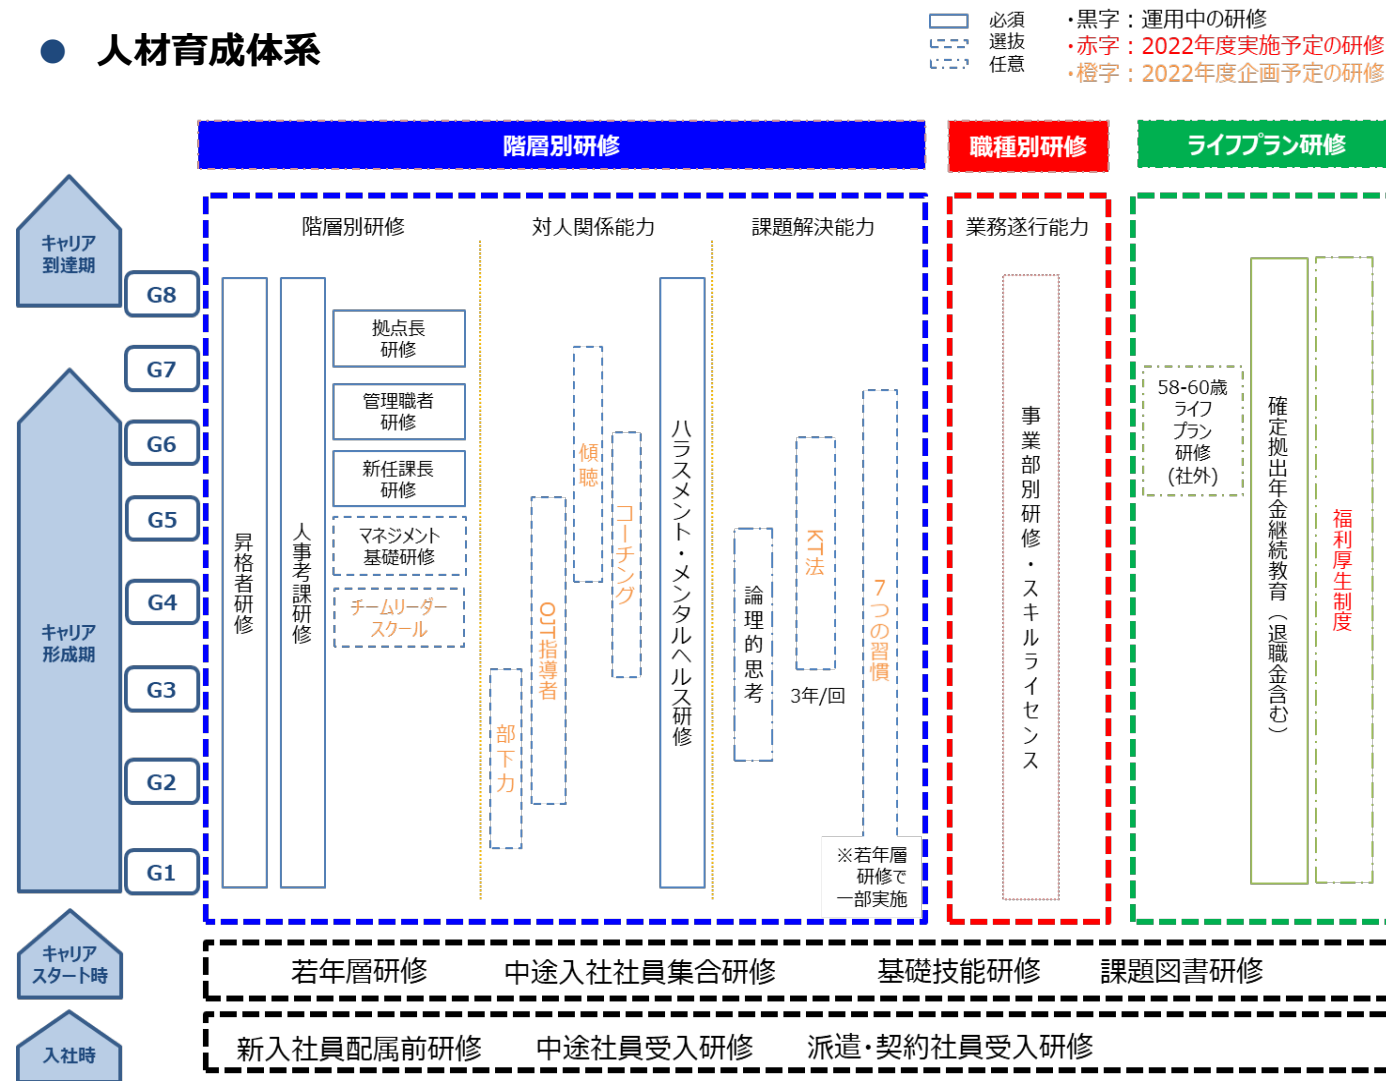 ● 人材育成体系
必須
選抜
任意
・黒字：運用中の研修
・赤字：2022年度実施予定の研修
・橙字：2022年度企画予定の研修
階層別研修
職種別研修
ライフプラン研修
キャリア
到達期
キャリア
形成期
キャリア
スタート時
入社時
G8
G7
G6
G5
G4
G3
G2
G1
階層別研修
昇格者研修
人事考課研修
拠点長
研修
管理職者
研修
新任課長
研修
マネジメント
基礎研修
チームリーダー
スクール
対人関係能力
部下力
OJT指導者
傾聴
コーチング
ハラスメント・メンタルヘルス研修
課題解決能力
論理的思考
KT法
3年/回
7つの習慣
※若年層
研修で
一部実施
業務遂行能力
事業部別研修・スキルライセンス
58-60歳
ライフ
プラン
研修
(社外)
確定拠出年金継続教育（退職金含む）
福利厚生制度
若年層研修
中途入社社員集合研修
基礎技能研修
課題図書研修
新入社員配属前研修
中途社員受入研修
派遣・契約社員受入研修